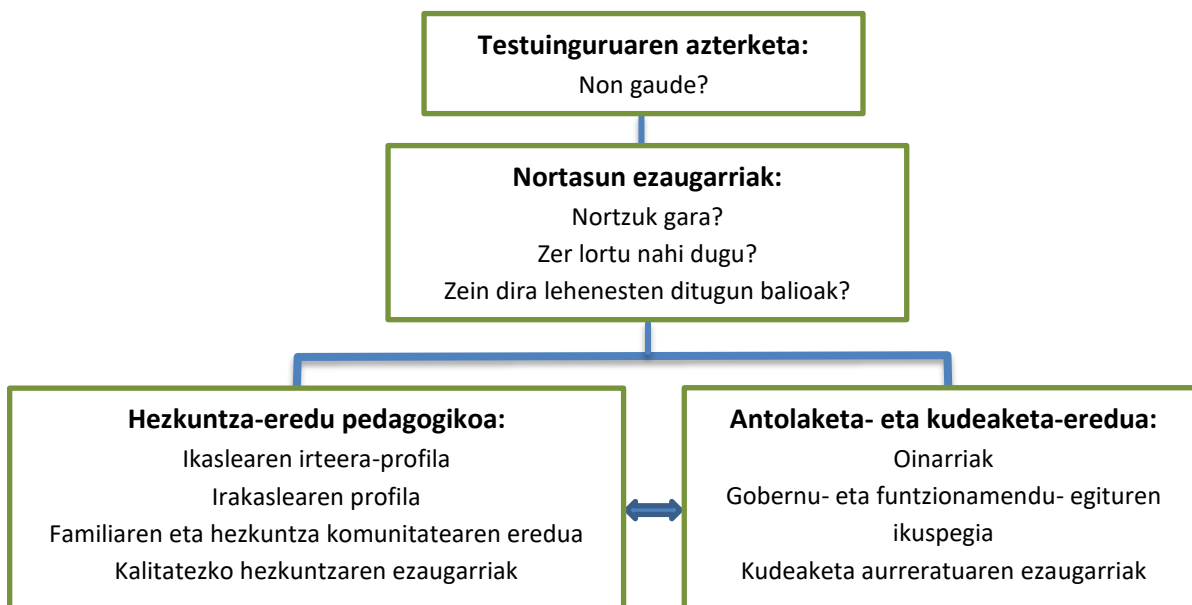 Testuinguruaren azterketa:
Non gaude?
Nortasun ezaugarriak:
Nortzuk gara?
Zer lortu nahi dugu?
Zein dira lehenesten ditugun balioak?
Hezkuntza-eredu pedagogikoa:
Ikaslearen irteera-profila
Irakaslearen profila
Familiaren eta hezkuntza komunitatearen eredua
Kalitatezko hezkuntzaren ezaugarriak
Antolaketa- eta kudeaketa-eredua:
Oinarriak
Gobernu- eta funtzionamendu- egituren
ikuspegia
Kudeaketa aurreratuaren ezaugarriak